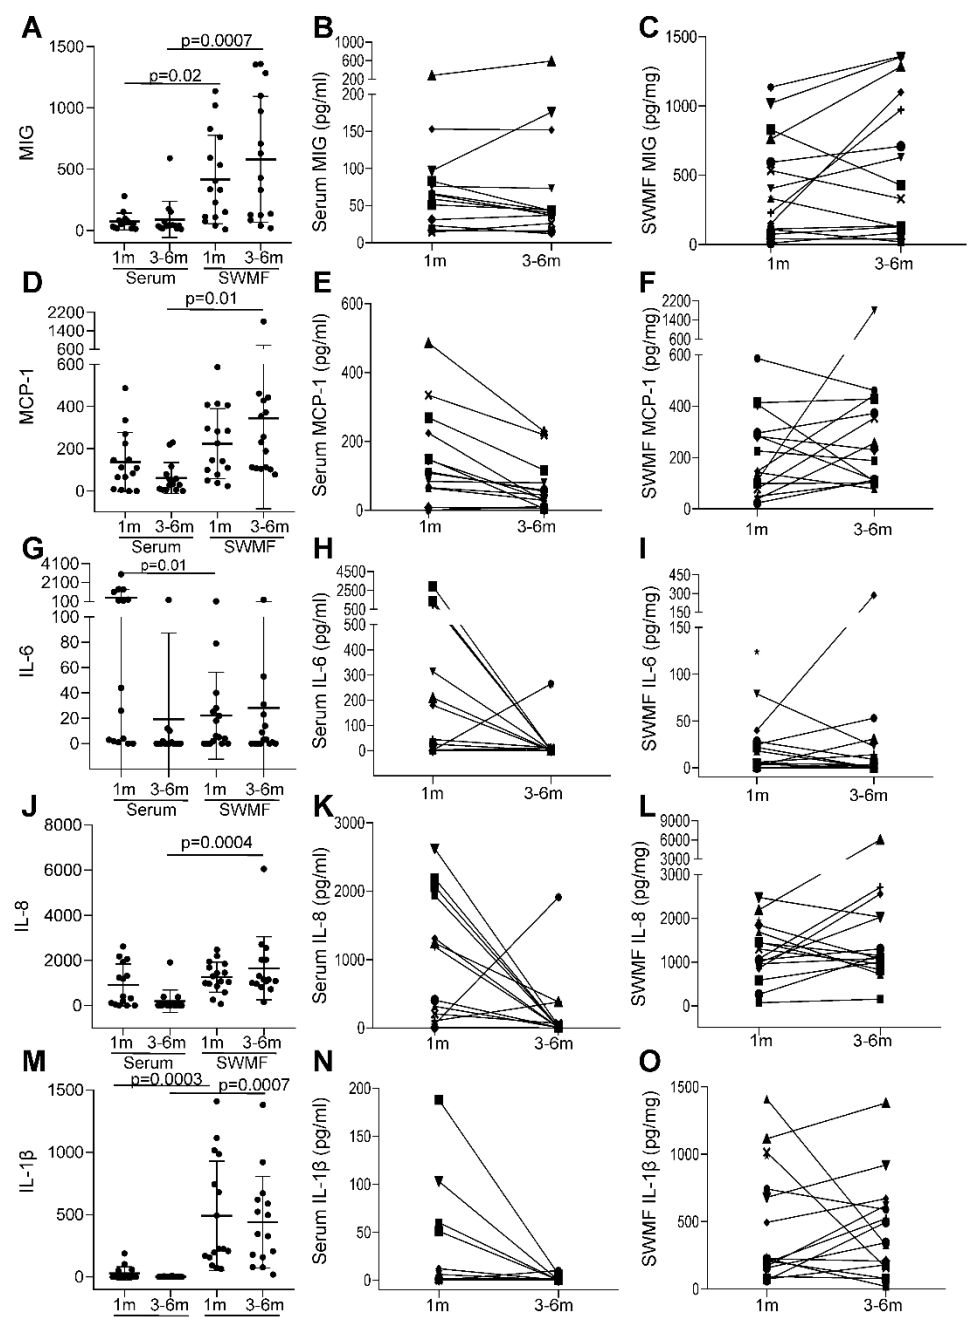 A
MIG
1500
1000
500
0
p=0.0007
p=0.02
1m 3-6m 1m 3-6m
Serum SWMF
B
Serum MIG (pg/ml)
1000
600
200
200
150
100
50
0
1m 3-6m
C
SWMF MIG (pg/mg)
1500
1000
500
0
1m 3-6m
D
MCP-1
2200
1400
600
600
400
200
0
p=0.01
1m 3-6m 1m 3-6m
Serum SWMF
E
Serum MCP-1 (pg/ml)
600
400
200
0
1m 3-6m
F
SWMF MCP-1 (pg/mg)
2200
1400
600
600
400
200
0
1m 3-6m
G
IL-6
4100
2100
100
100
80
60
40
20
0
p=0.01
1m 3-6m 1m 3-6m
Serum SWMF
H
Serum IL-6 (pg/ml)
4500
2500
500
500
400
300
200
100
0
1m 3-6m
I
SWMF IL-6 (pg/mg)
450
300
150
150
100
50
0
1m 3-6m
J
IL-8
8000
6000
4000
2000
0
p=0.0004
1m 3-6m 1m 3-6m
Serum SWMF
K
Serum IL-8 (pg/ml)
3000
2000
1000
0
1m 3-6m
L
SWMF IL-8 (pg/mg)
9000
6000
3000
3000
2000
1000
0
1m 3-6m
M
IL-1β
1500
1000
500
0
p=0.0003
p=0.0007
1m 3-6m 1m 3-6m
N
Serum IL-1β (pg/ml)
200
150
100
50
0
1m 3-6m
O
SWMF IL-1β (pg/mg)
1500
1000
500
0
1m 3-6m